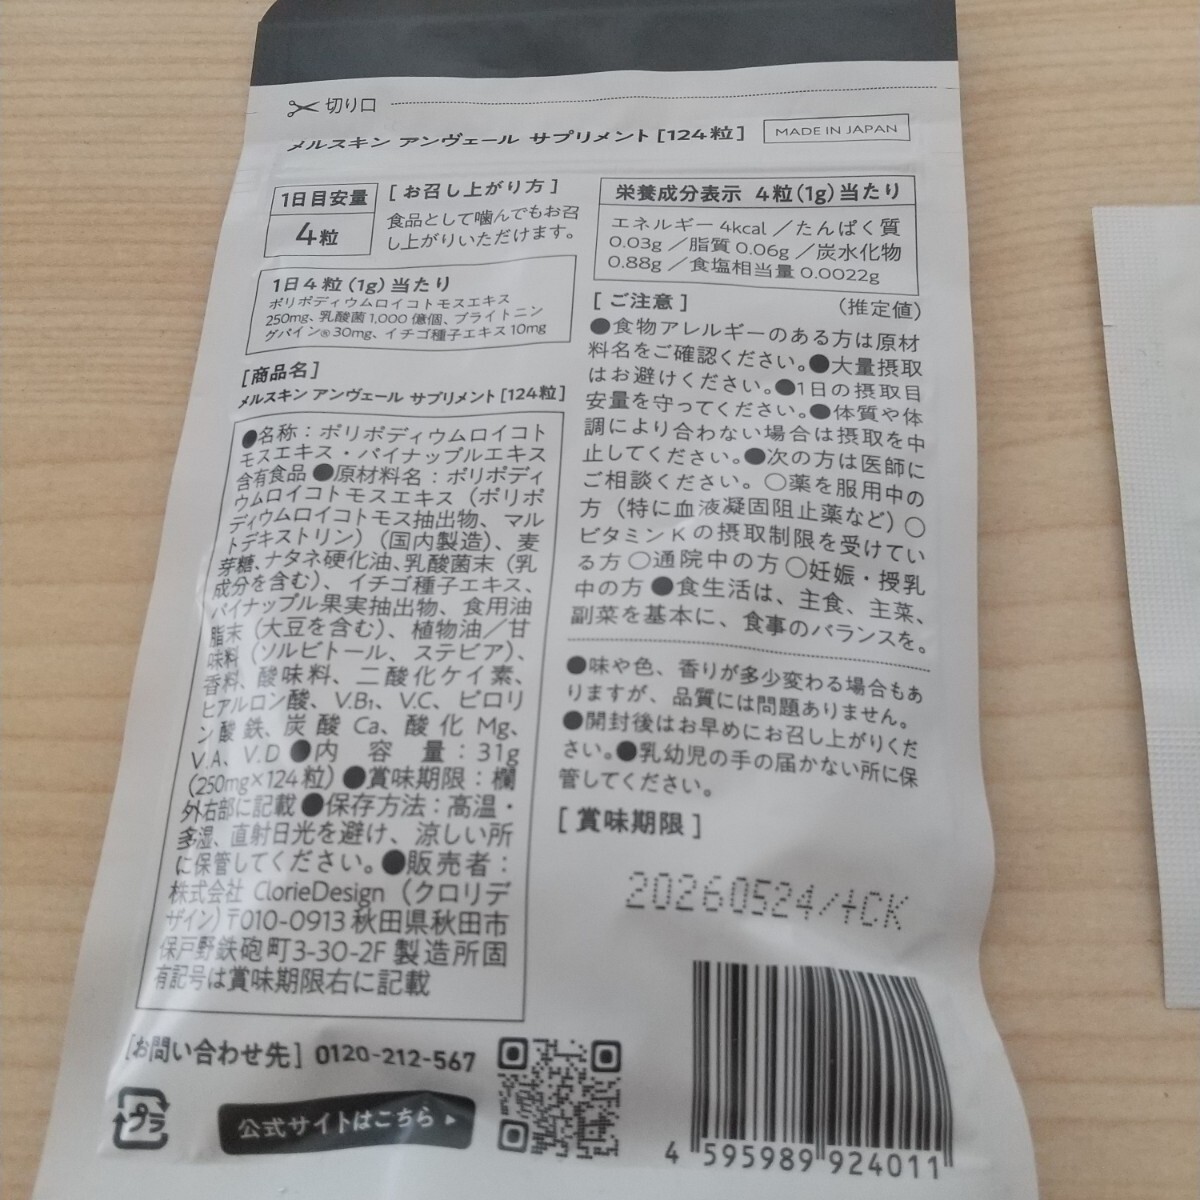 切り口
メルスキン アンヴェール サプリメント[124粒]
MADE IN JAPAN
1日目安量
4粒
[お召し上がり方]
食品として噛んでもお召
し上がりいただけます。
1日4粒(1g)当たり
ポリポディウムロイコトモスエキス
250mg、乳酸菌1,000億個、ブライトニン
グパイン®30mg、イチゴ種子エキス10mg
[商品名]
メルスキン アンヴェール サプリメント[124粒]
●名称:ポリポディウムロイコト
モスエキス・パイナップルエキス
含有食品●原材料名:ポリポディ
ウムロイコトモスエキス(ポリポ
ディウムロイコトモス抽出物、マル
トデキストリン)(国内製造)、麦
芽糖、ナタネ硬化油、乳酸菌末(乳
成分を含む)、イチゴ種子エキス、
パイナップル果実抽出物、食用油
脂末(大豆を含む)、植物油/甘
味料(ソルビトール、ステビア)、
香料、酸味料、二酸化ケイ素、
ヒアルロン酸、V.B₁、V.C、ピロリ
ン酸鉄、炭酸Ca、酸化Mg、
V.A、V.D●内容量:31g
(250mg×124粒)●賞味期限:欄
外右部に記載●保存方法:高温・
多湿、直射日光を避け、涼しい所
に保管してください。●販売者:
株式会社 ClorieDesign(クロリデ
ザイン)〒010-0913秋田県秋田市
保戸野鉄砲町3-30-2F 製造所固
有記号は賞味期限右に記載
[お問い合わせ先] 0120-212-567
プラ
公式サイトはこちら
栄養成分表示 4粒(1g)当たり
エネルギー 4kcal/たんぱく質
0.03g/脂質 0.06g/炭水化物
0.88g/食塩相当量 0.0022g
[ご注意]
(推定値)
●食物アレルギーのある方は原材
料名をご確認ください。●大量摂取
はお避けください。●1日の摂取目
安量を守ってください。●体質や体
調により合わない場合は摂取を中
止してください。●次の方は医師に
ご相談ください。○薬を服用中の
方(特に血液凝固阻止薬など)○
ビタミンKの摂取制限を受けてい
る方○通院中の方○妊娠・授乳
中の方●食生活は、主食、主菜、
副菜を基本に、食事のバランスを。
●味や色、香りが多少変わる場合もあ
りますが、品質には問題ありません。
●開封後はお早めにお召し上がりくだ
さい。●乳幼児の手の届かない所に保
管してください。
[賞味期限]
20260524/+CK
4 595989 924011